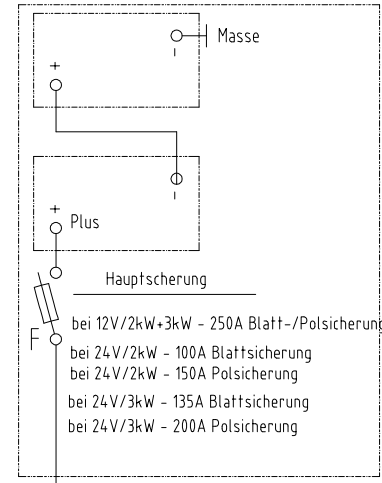 - Masse
+
-
+ Plus
Hauptscherung
bei 12V/2kW+3kW - 250A Blatt-/Polsicherung
F
bei 24V/2kW - 100A Blattsicherung
bei 24V/2kW - 150A Polsicherung
bei 24V/3kW - 135A Blattsicherung
bei 24V/3kW - 200A Polsicherung